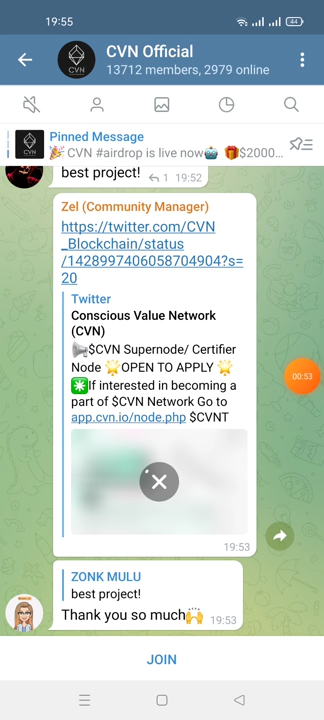 19:55
44
CVN Official
13712 members, 2979 online
CVN
Pinned Message
🎉 CVN #airdrop is live now🤖 🎁$2000...
best project!
1 19:52
Zel (Community Manager)
https://twitter.com/CVN
_Blockchain/status
/1428997406058704904?s=
20
Twitter
Conscious Value Network
(CVN)
📢$CVN Supernode/ Certifier
Node 🌟OPEN TO APPLY 🌟
✳️If interested in becoming a
part of $CVN Network Go to
app.cvn.io/node.php $CVNT
00:53
19:53
ZONK MULU
best project!
Thank you so much🙌 19:53
JOIN